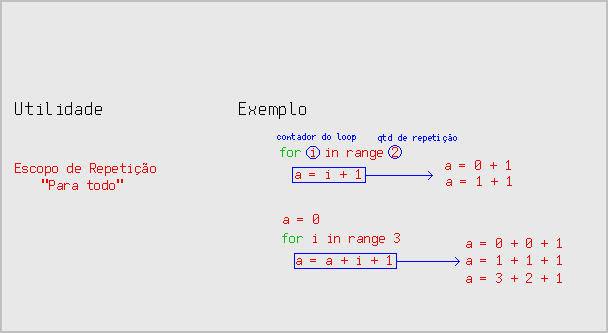 Utilidade
Exemplo
Escopo de Repetição
"Para todo"
contador do loop
qtd de repetição
for i in range 2
a = i + 1
a = 0 + 1
a = 1 + 1
a = 0
for i in range 3
a = a + i + 1
a = 0 + 0 + 1
a = 1 + 1 + 1
a = 3 + 2 + 1